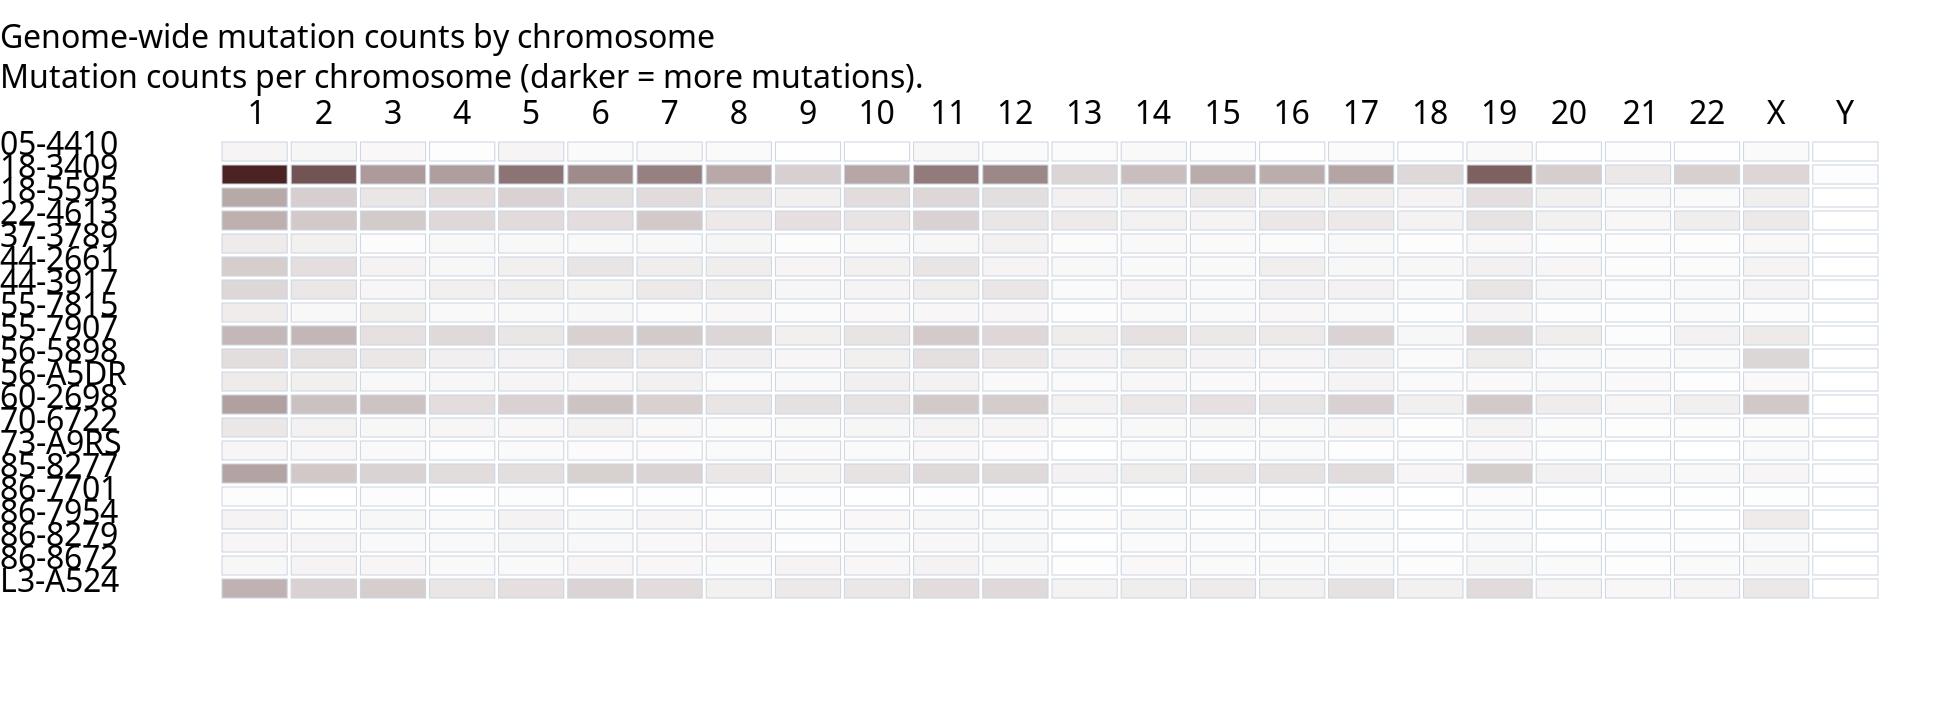 Genome-wide mutation counts by chromosome
Mutation counts per chromosome (darker = more mutations).
1 2 3 4 5 6 7 8 9 10 11 12 13 14 15 16 17 18 19 20 21 22 X Y
05-4410
18-3409
18-5595
22-4613
37-3789
44-2661
44-3917
55-7815
55-7907
56-5898
56-A5DR
60-2698
70-6722
73-A9RS
85-8277
86-7701
86-7954
86-8279
86-8672
L3-A524